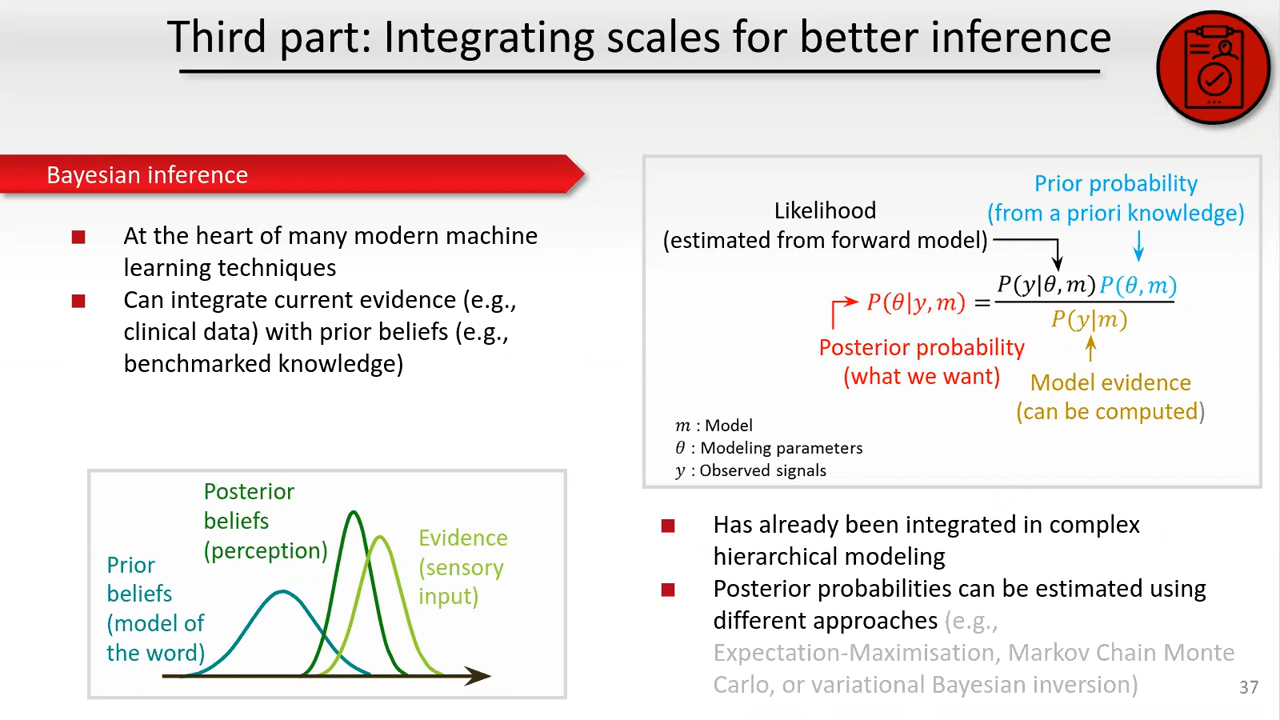 Third part: Integrating scales for better inference
Bayesian inference
At the heart of many modern machine
learning techniques
Can integrate current evidence (e.g.,
clinical data) with prior beliefs (e.g.,
benchmarked knowledge)
Posterior
beliefs
(perception)
Evidence
(sensory
input)
Prior
beliefs
(model of
the word)
Prior probability
(from a priori knowledge)
Likelihood
(estimated from forward model)
P(θ|y, m) = P(y|θ, m) P(θ, m)
P(y|m)
Posterior probability
(what we want)
Model evidence
(can be computed)
m : Model
θ : Modeling parameters
y : Observed signals
Has already been integrated in complex
hierarchical modeling
Posterior probabilities can be estimated using
different approaches (e.g.,
Expectation-Maximisation, Markov Chain Monte
Carlo, or variational Bayesian inversion)
37